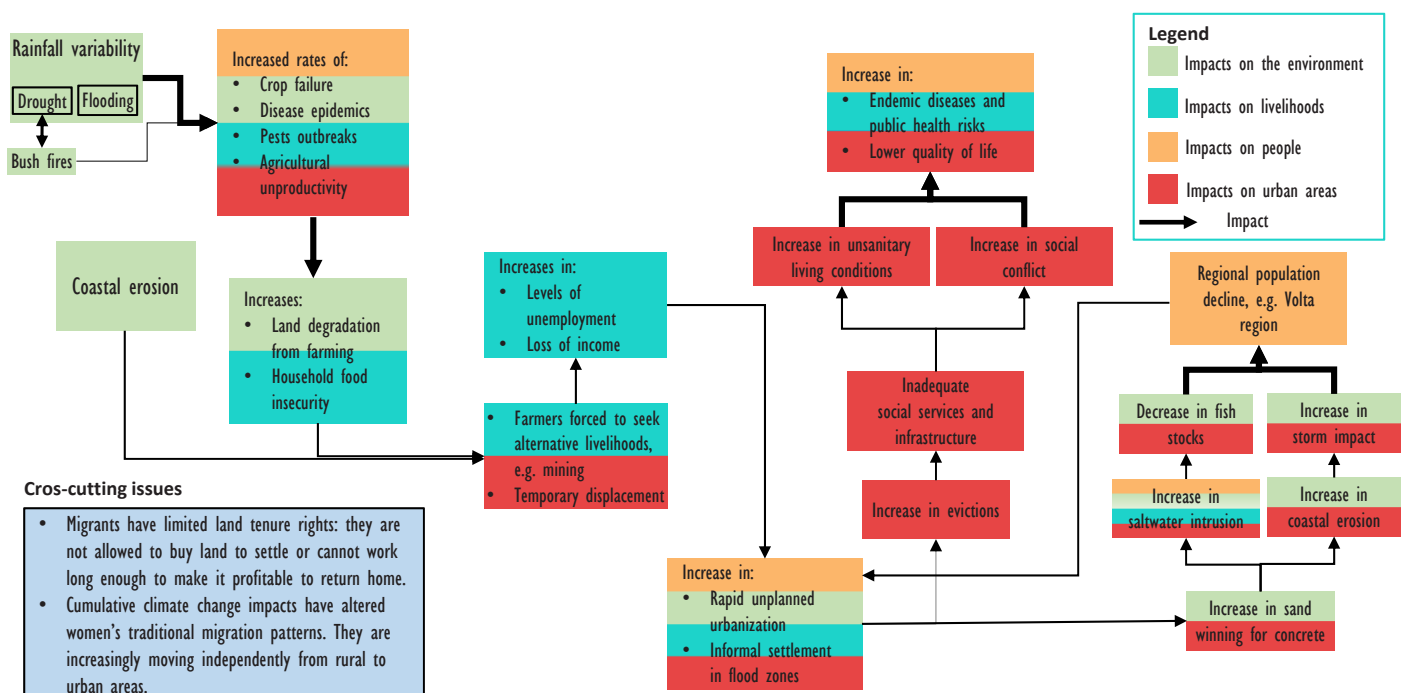 Rainfall variability
Drought
Flooding
Bush fires
Increased rates of:
• Crop failure
• Disease epidemics
• Pests outbreaks
• Agricultural
unproductivity
Coastal erosion
Increases:
• Land degradation
from farming
• Household food
insecurity
Increases in:
• Levels of
unemployment
• Loss of income
• Farmers forced to seek
alternative livelihoods,
e.g. mining
• Temporary displacement
Increase in:
• Endemic diseases and
public health risks
• Lower quality of life
Increase in unsanitary
living conditions
Increase in social
conflict
Inadequate
social services and
infrastructure
Increase in evictions
Increase in:
• Rapid unplanned
urbanization
• Informal settlement
in flood zones
Legend
Impacts on the environment
Impacts on livelihoods
Impacts on people
Impacts on urban areas
Impact
Regional population
decline, e.g. Volta
region
Decrease in fish
stocks
Increase in
storm impact
Increase in
saltwater intrusion
Increase in
coastal erosion
Increase in sand
winning for concrete
Cros-cutting issues
• Migrants have limited land tenure rights: they are
not allowed to buy land to settle or cannot work
long enough to make it profitable to return home.
• Cumulative climate change impacts have altered
women's traditional migration patterns. They are
increasingly moving independently from rural to
urban areas.